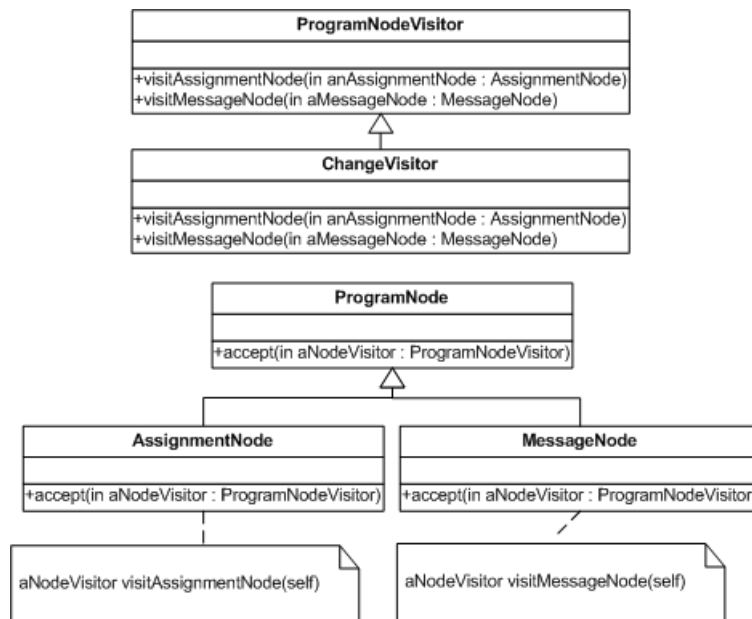 ProgramNodeVisitor
+visitAssignmentNode(in anAssignmentNode : AssignmentNode)
+visitMessageNode(in aMessageNode : MessageNode)
ChangeVisitor
+visitAssignmentNode(in anAssignmentNode : AssignmentNode)
+visitMessageNode(in aMessageNode : MessageNode)
ProgramNode
+accept(in aNodeVisitor : ProgramNodeVisitor)
AssignmentNode
+accept(in aNodeVisitor : ProgramNodeVisitor)
MessageNode
+accept(in aNodeVisitor : ProgramNodeVisitor
aNodeVisitor visitAssignmentNode(self)
aNodeVisitor visitMessageNode(self)